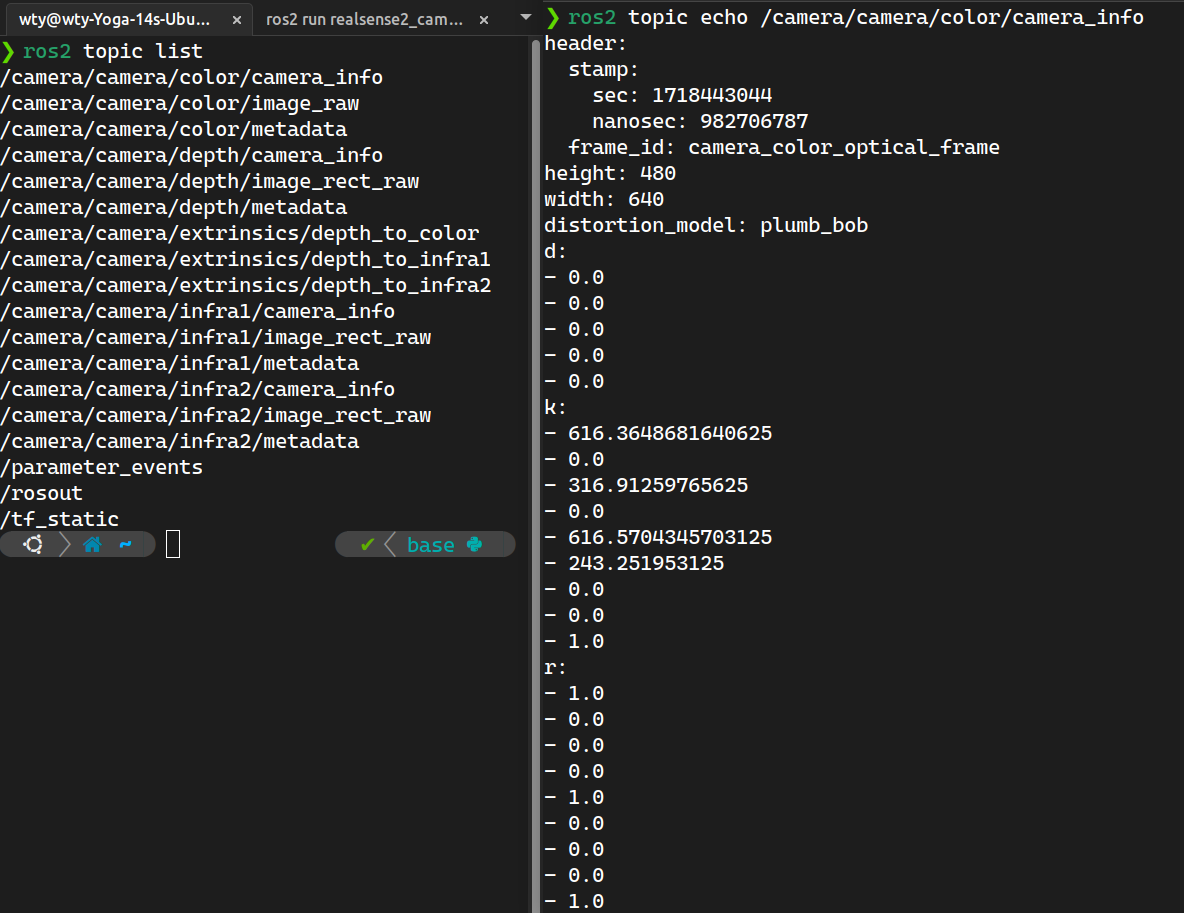 wty@wty-Yoga-14s-Ubu... × ros2 run realsense2_cam... ×
❯ ros2 topic list
/camera/camera/color/camera_info
/camera/camera/color/image_raw
/camera/camera/color/metadata
/camera/camera/depth/camera_info
/camera/camera/depth/image_rect_raw
/camera/camera/depth/metadata
/camera/camera/extrinsics/depth_to_color
/camera/camera/extrinsics/depth_to_infra1
/camera/camera/extrinsics/depth_to_infra2
/camera/camera/infra1/camera_info
/camera/camera/infra1/image_rect_raw
/camera/camera/infra1/metadata
/camera/camera/infra2/camera_info
/camera/camera/infra2/image_rect_raw
/camera/camera/infra2/metadata
/parameter_events
/rosout
/tf_static
~ ✔ base
❯ ros2 topic echo /camera/camera/color/camera_info
header:
  stamp:
    sec: 1718443044
    nanosec: 982706787
  frame_id: camera_color_optical_frame
height: 480
width: 640
distortion_model: plumb_bob
d:
- 0.0
- 0.0
- 0.0
- 0.0
- 0.0
k:
- 616.3648681640625
- 0.0
- 316.91259765625
- 0.0
- 616.5704345703125
- 243.251953125
- 0.0
- 0.0
- 1.0
r:
- 1.0
- 0.0
- 0.0
- 0.0
- 1.0
- 0.0
- 0.0
- 0.0
- 1.0